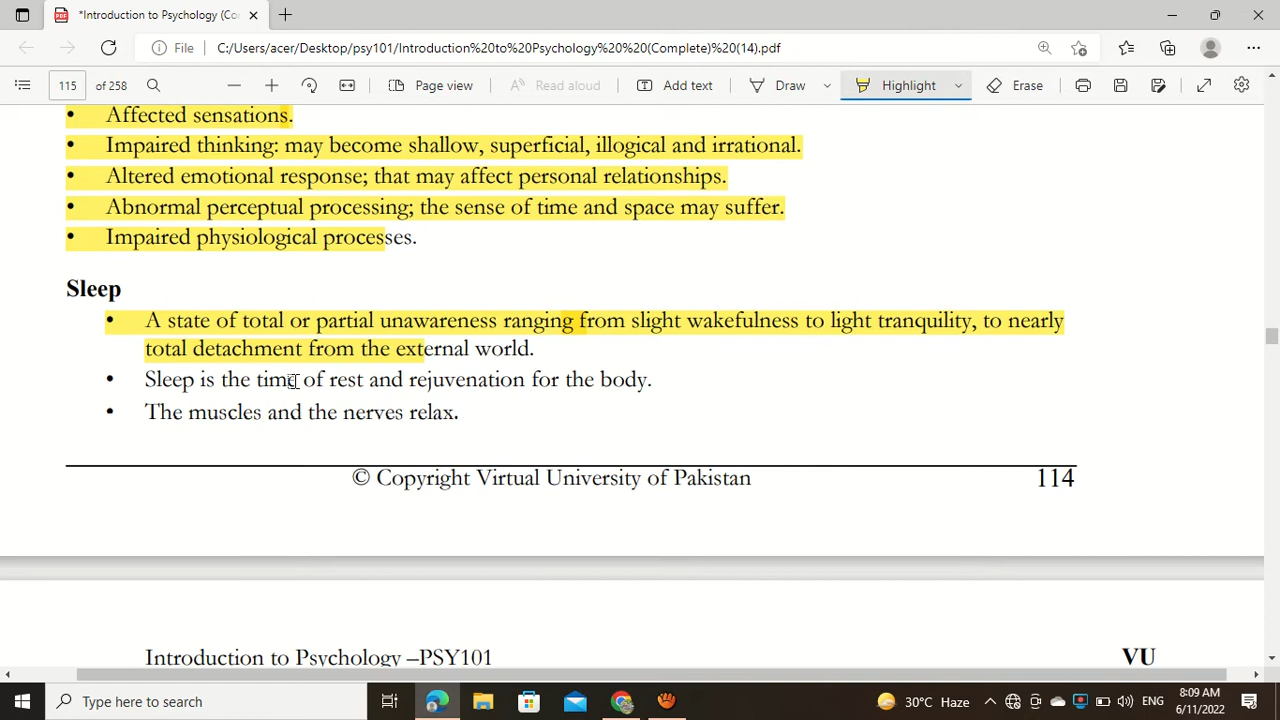 *Introduction to Psychology (Co
File
C:/Users/acer/Desktop/psy101/Introduction%20to%20Psychology%20%20(Complete)%20(14).pdf
115 of 258
Page view
Read aloud
Add text
Draw
Highlight
Erase
• Affected sensations.
• Impaired thinking: may become shallow, superficial, illogical and irrational.
• Altered emotional response; that may affect personal relationships.
• Abnormal perceptual processing; the sense of time and space may suffer.
• Impaired physiological processes.
Sleep
• A state of total or partial unawareness ranging from slight wakefulness to light tranquility, to nearly
total detachment from the external world.
• Sleep is the time of rest and rejuvenation for the body.
• The muscles and the nerves relax.
© Copyright Virtual University of Pakistan 114
Introduction to Psychology –PSY101 VU
Type here to search
30°C Haze
ENG
8:09 AM
6/11/2022